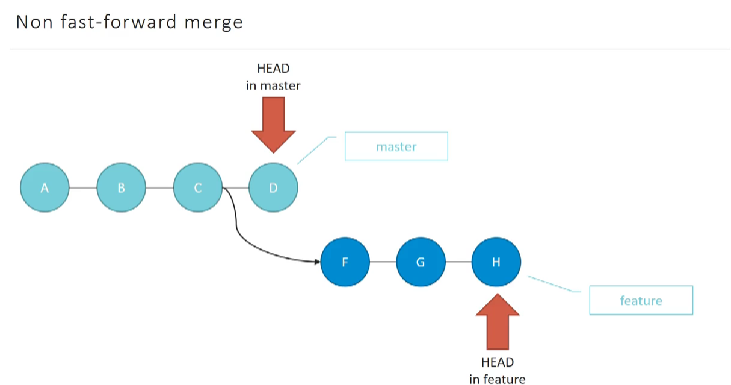 Non fast-forward merge
HEAD
in master
master
A
B
C
D
F
G
H
feature
HEAD
in feature